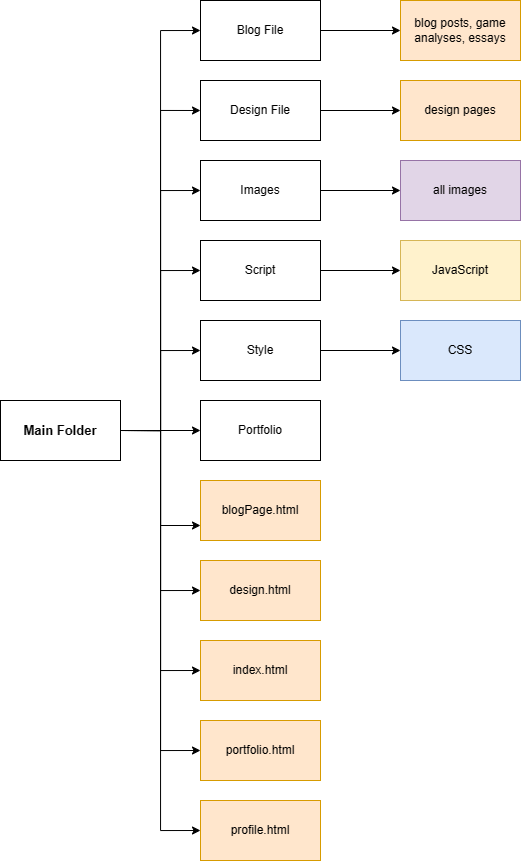 Blog File
blog posts, game
analyses, essays
Design File
design pages
Images
all images
Script
JavaScript
Style
CSS
Main Folder
Portfolio
blogPage.html
design.html
index.html
portfolio.html
profile.html